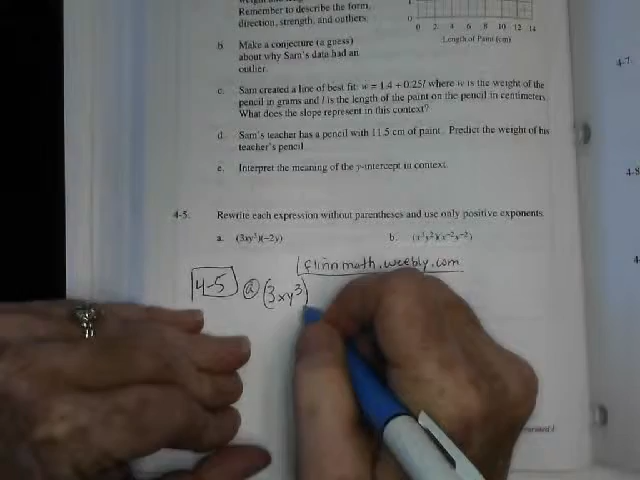 Remember to describe the form,
direction, strength, and outliers.
0 2 4 6 8 10 12 14
Length of Paint (cm)
b. Make a conjecture (a guess)
about why Sam's data had an
outlier.
c. Sam created a line of best fit: w = 1.4 + 0.25l where w is the weight of the
pencil in grams and l is the length of the paint on the pencil in centimeters.
What does the slope represent in this context?
d. Sam's teacher has a pencil with 11.5 cm of paint. Predict the weight of his
teacher's pencil.
e. Interpret the meaning of the y-intercept in context.
4-7.
4-8
4-5. Rewrite each expression without parentheses and use only positive exponents.
a. (3xy³)(−2y) b.
flinnmath.weebly.com
4-5 a (3xy³)